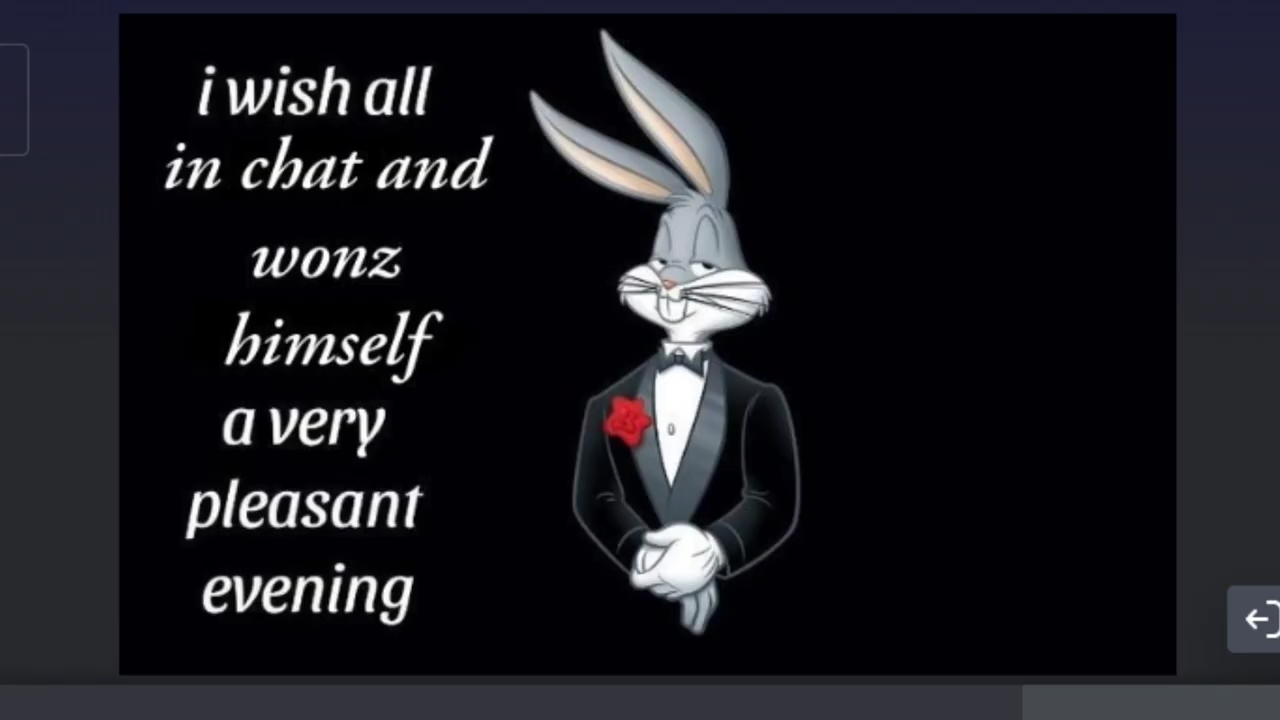 i wish all
in chat and
wonz
himself
a very
pleasant
evening